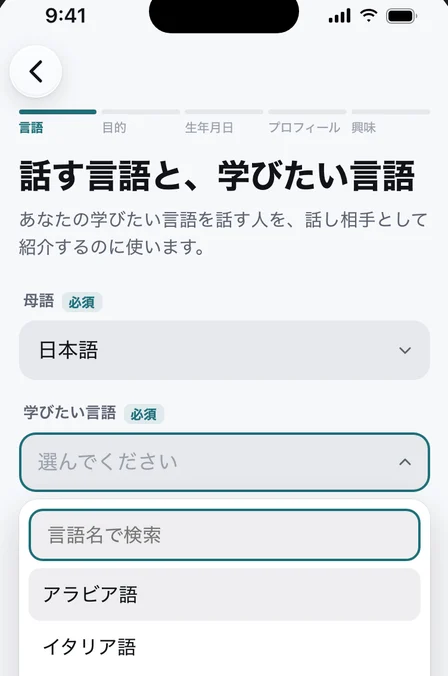 9:41
言語
目的
生年月日
プロフィール
興味
話す言語と、学びたい言語
あなたの学びたい言語を話す人を、話し相手として
紹介するのに使います。
母語 必須
日本語
学びたい言語 必須
選んでください
言語名で検索
アラビア語
イタリア語